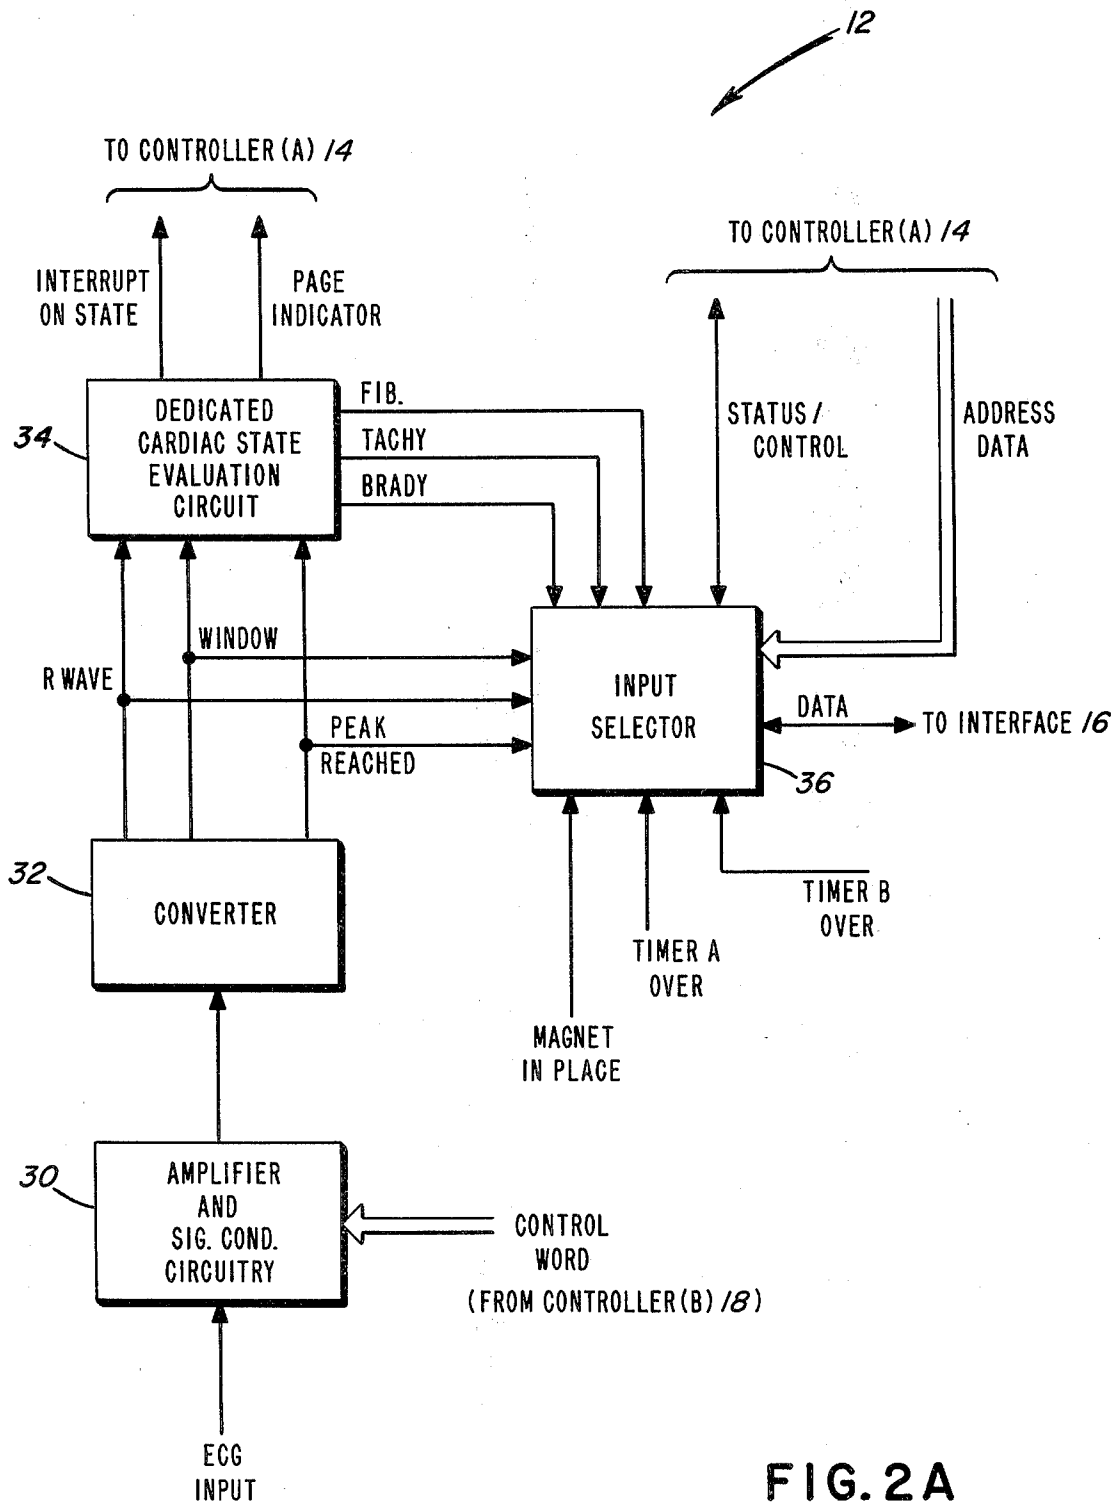 12
TO CONTROLLER (A) 14
TO CONTROLLER (A) 14
INTERRUPT
ON STATE
PAGE
INDICATOR
34
DEDICATED
CARDIAC STATE
EVALUATION
CIRCUIT
FIB.
TACHY
BRADY
STATUS /
CONTROL
ADDRESS
DATA
WINDOW
R WAVE
PEAK
REACHED
INPUT
SELECTOR
DATA
TO INTERFACE 16
36
32
CONVERTER
TIMER B
OVER
TIMER A
OVER
MAGNET
IN PLACE
30
AMPLIFIER
AND
SIG. COND.
CIRCUITRY
CONTROL
WORD
(FROM CONTROLLER (B) 18)
ECG
INPUT
FIG. 2A